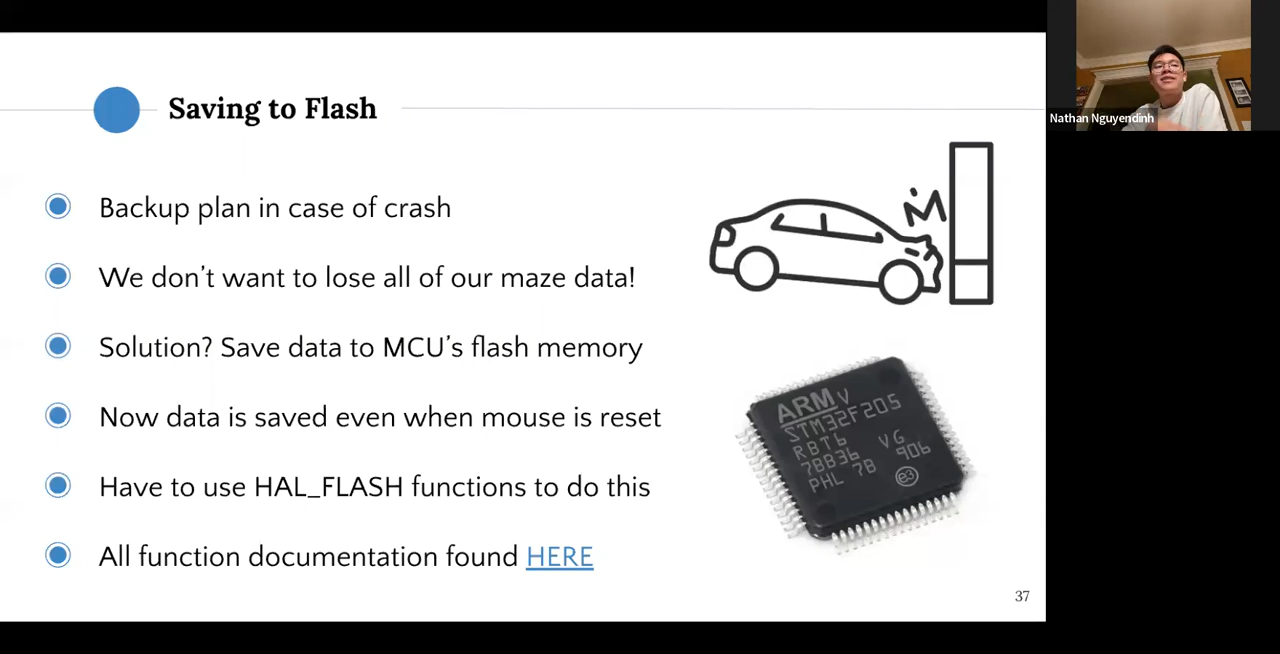 Saving to Flash
Backup plan in case of crash
We don't want to lose all of our maze data!
Solution? Save data to MCU's flash memory
Now data is saved even when mouse is reset
Have to use HAL_FLASH functions to do this
All function documentation found HERE
ARM V
STM32F205
RBT6
7BB36 VG
PHL 7B 906
e3
37
Nathan Nguyendinh